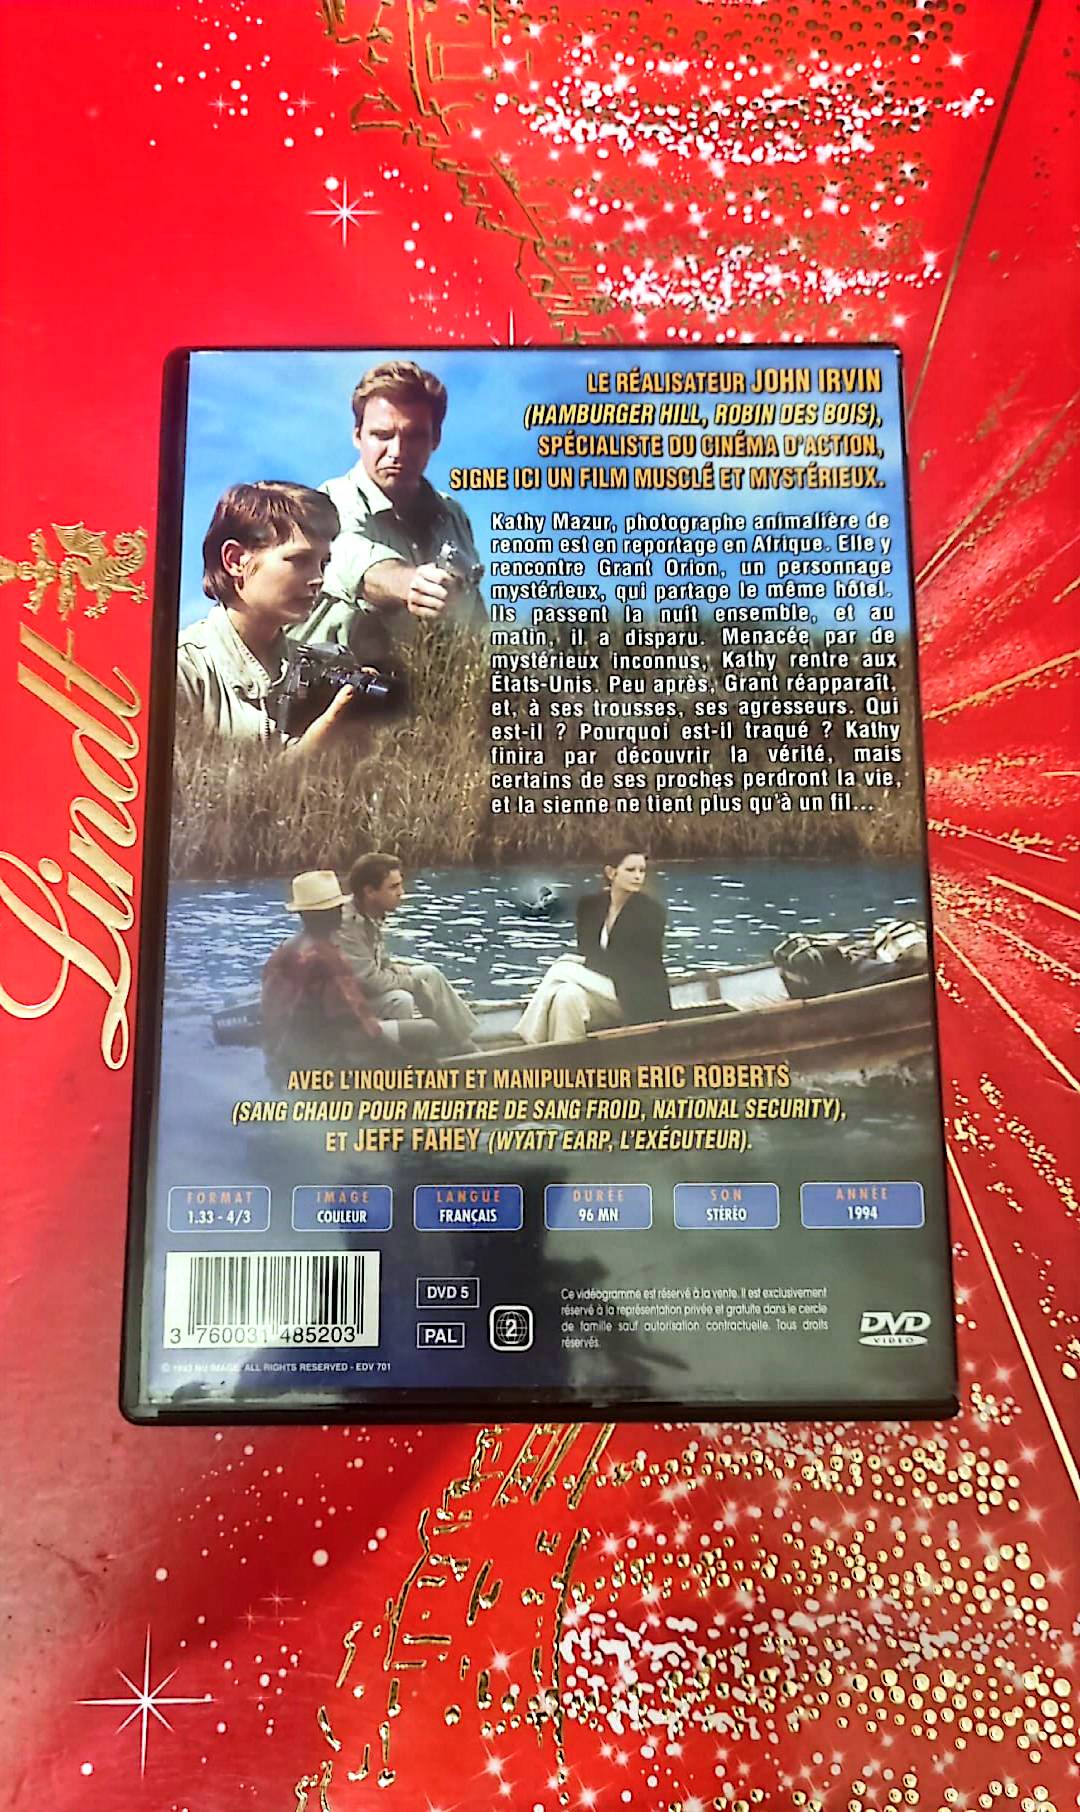 Lindt
LE RÉALISATEUR JOHN IRVIN
(HAMBURGER HILL, ROBIN DES BOIS),
SPÉCIALISTE DU CINÉMA D'ACTION,
SIGNE ICI UN FILM MUSCLÉ ET MYSTÉRIEUX.
Kathy Mazur, photographe animalière de
renom est en reportage en Afrique. Elle y
rencontre Grant Orion, un personnage
mystérieux, qui partage le même hôtel.
Ils passent la nuit ensemble, et au
matin, il a disparu. Menacée par de
mystérieux inconnus, Kathy rentre aux
États-Unis. Peu après, Grant réapparaît,
et, à ses trousses, ses agresseurs. Qui
est-il ? Pourquoi est-il traqué ? Kathy
finira par découvrir la vérité, mais
certains de ses proches perdront la vie,
et la sienne ne tient plus qu'à un fil...
AVEC L'INQUIÉTANT ET MANIPULATEUR ERIC ROBERTS
(SANG CHAUD POUR MEURTRE DE SANG FROID, NATIONAL SECURITY),
ET JEFF FAHEY (WYATT EARP, L'EXÉCUTEUR).
FORMAT IMAGE LANGUE DURÉE SON ANNÉE
1.33 - 4/3 COULEUR FRANÇAIS 96 MN STÉRÉO 1994
DVD 5
PAL
2
Ce vidéogramme est réservé à la vente. Il est exclusivement
réservé à la représentation privée et gratuite dans le cercle
de famille sauf autorisation contractuelle. Tous droits
réservés.
DVD
VIDEO
3 760031 485203
© NU IMAGE. ALL RIGHTS RESERVED - EDV 701